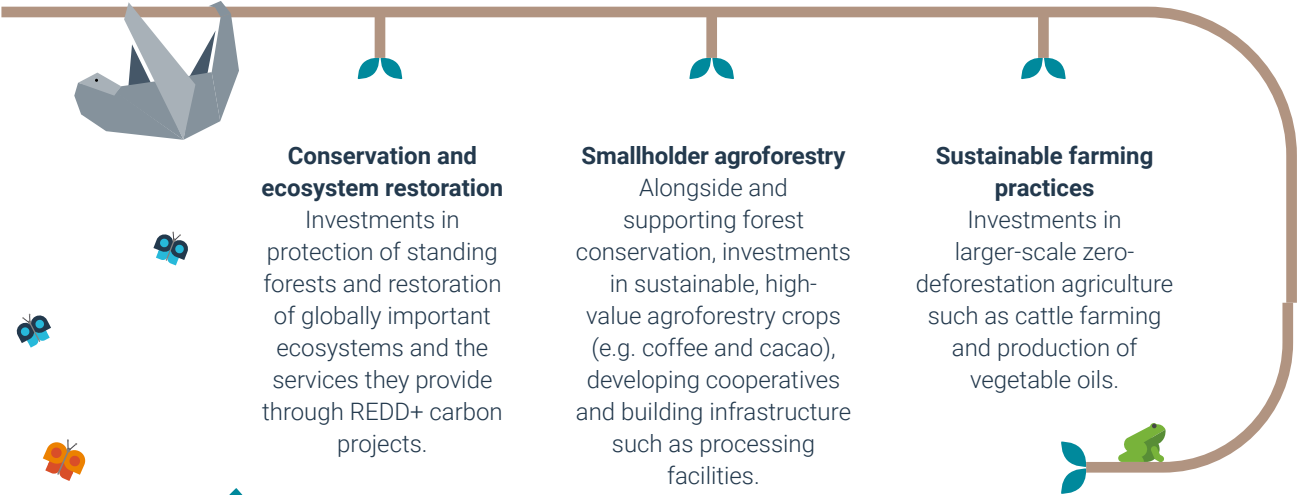 Conservation and
ecosystem restoration
Investments in
protection of standing
forests and restoration
of globally important
ecosystems and the
services they provide
through REDD+ carbon
projects.
Smallholder agroforestry
Alongside and
supporting forest
conservation, investments
in sustainable, high-
value agroforestry crops
(e.g. coffee and cacao),
developing cooperatives
and building infrastructure
such as processing
facilities.
Sustainable farming
practices
Investments in
larger-scale zero-
deforestation agriculture
such as cattle farming
and production of
vegetable oils.